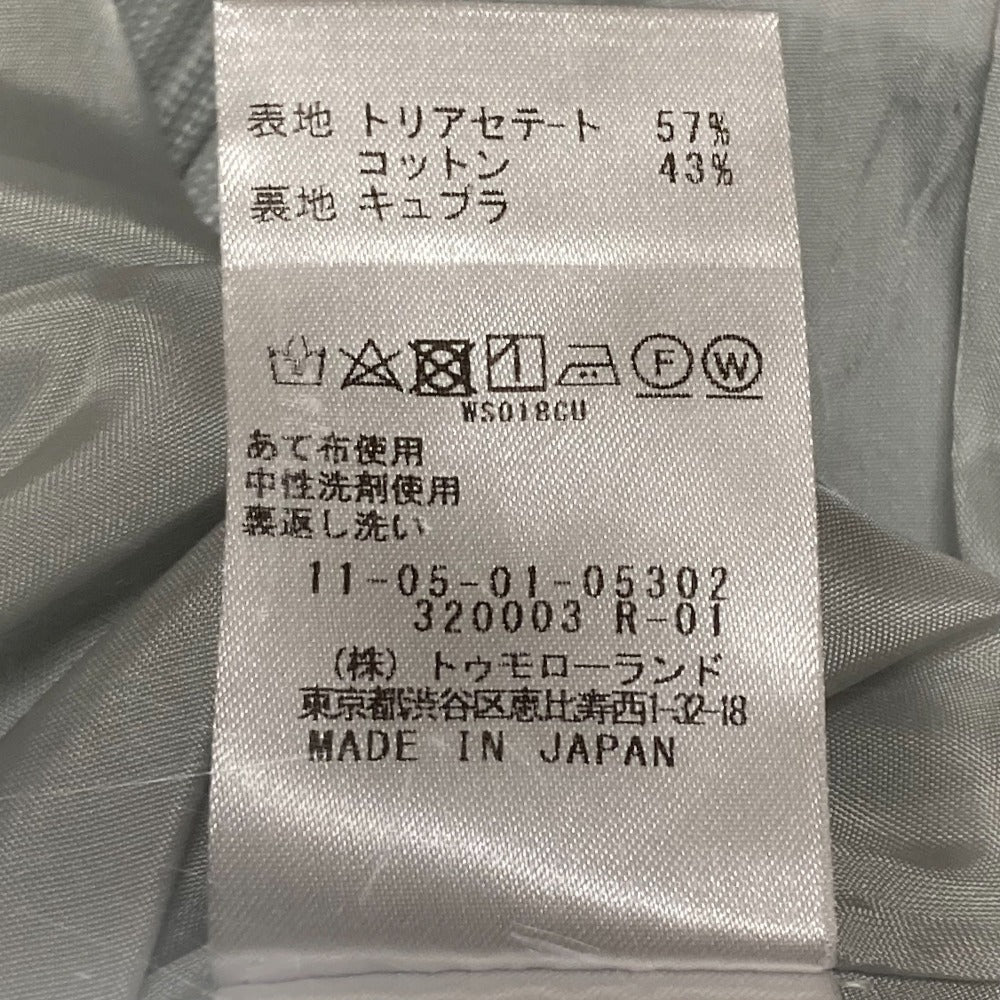 表地 トリアセテート 57%
コットン 43%
裏地 キュプラ
F W
WS018CU
あて布使用
中性洗剤使用
裏返し洗い
11-05-01-05302
320003 R-01
(株) トゥモローランド
東京都渋谷区恵比寿西1-32-18
MADE IN JAPAN